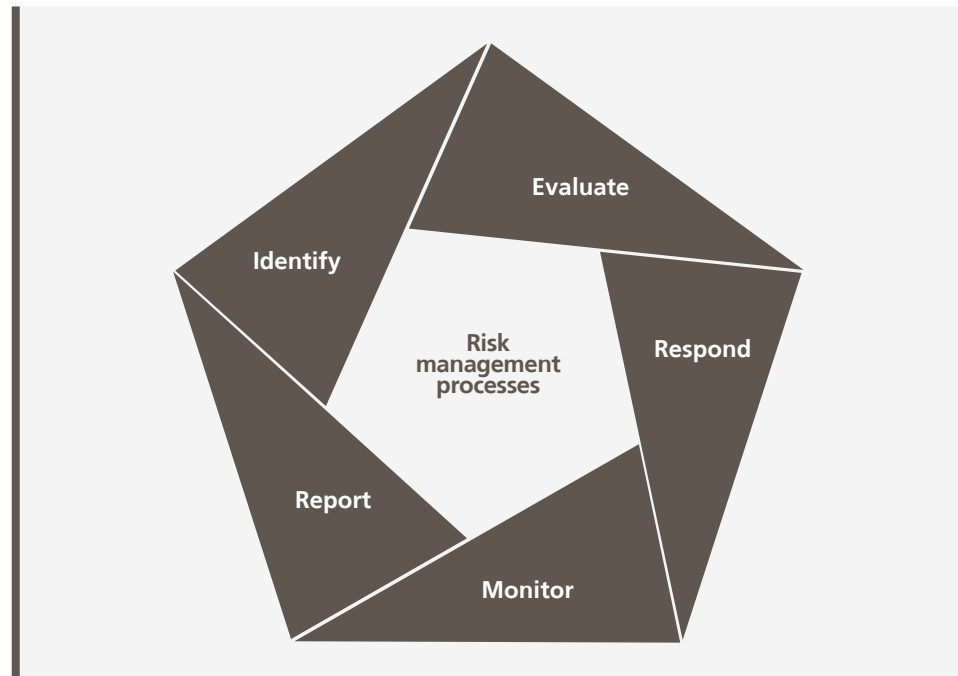 Evaluate
Identify
Risk
management
processes
Respond
Report
Monitor